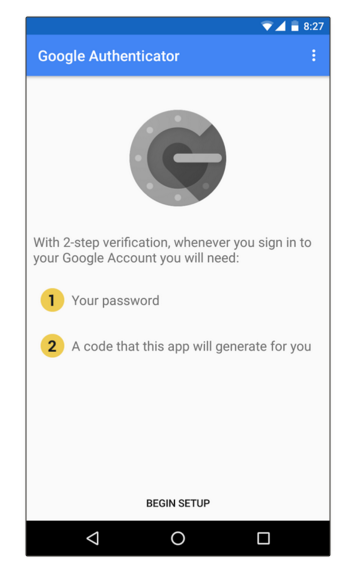 8:27
Google Authenticator
With 2-step verification, whenever you sign in to
your Google Account you will need:
1 Your password
2 A code that this app will generate for you
BEGIN SETUP